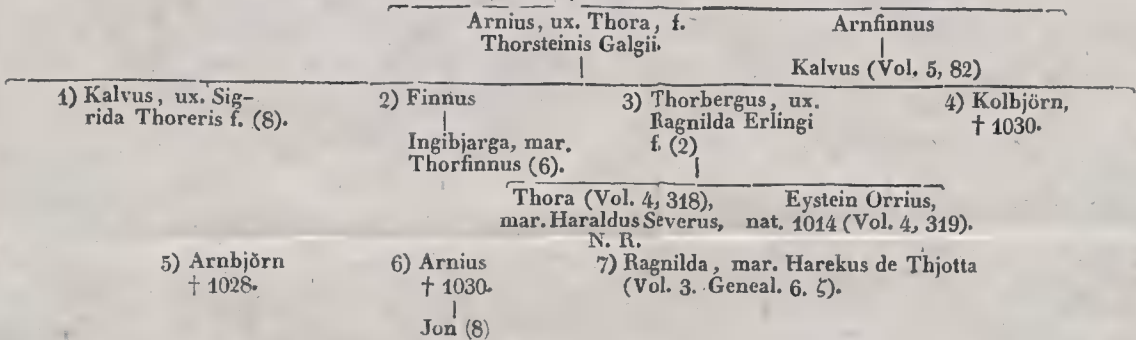 Arnius, ux. Thora, f.
Thorsteinis Galgii.
Arnfinnus
Kalvus (Vol. 5, 82)
1) Kalvus, ux. Sig-
rida Thoreris f. (8).
2) Finnus
Ingibjarga, mar.
Thorfinnus (6).
3) Thorbergus, ux.
Ragnilda Erlingi
f. (2)
4) Kolbjörn,
† 1030.
Thora (Vol. 4, 318),
mar. Haraldus Severus,
N. R.
Eystein Orrius,
nat. 1014 (Vol. 4, 319).
5) Arnbjörn
† 1028.
6) Arnius
† 1030.
Jon (8)
7) Ragnilda, mar. Harekus de Thjotta
(Vol. 3. Geneal. 6. ζ).